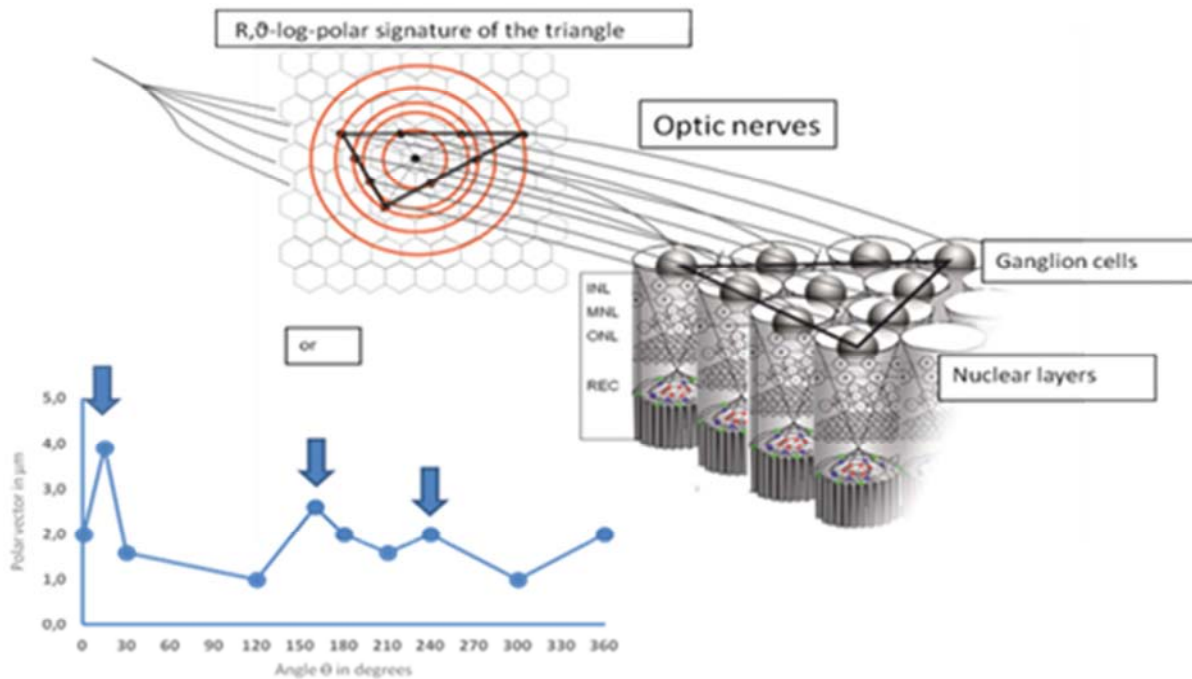 R,ϑ-log-polar signature of the triangle
Optic nerves
Ganglion cells
INL
MNL
ONL
REC
Nuclear layers
or
5,0
4,0
3,0
2,0
1,0
0,0
Polar vector in µm
0 30 60 90 120 150 180 210 240 270 300 330 360
Angle ϴ in degrees